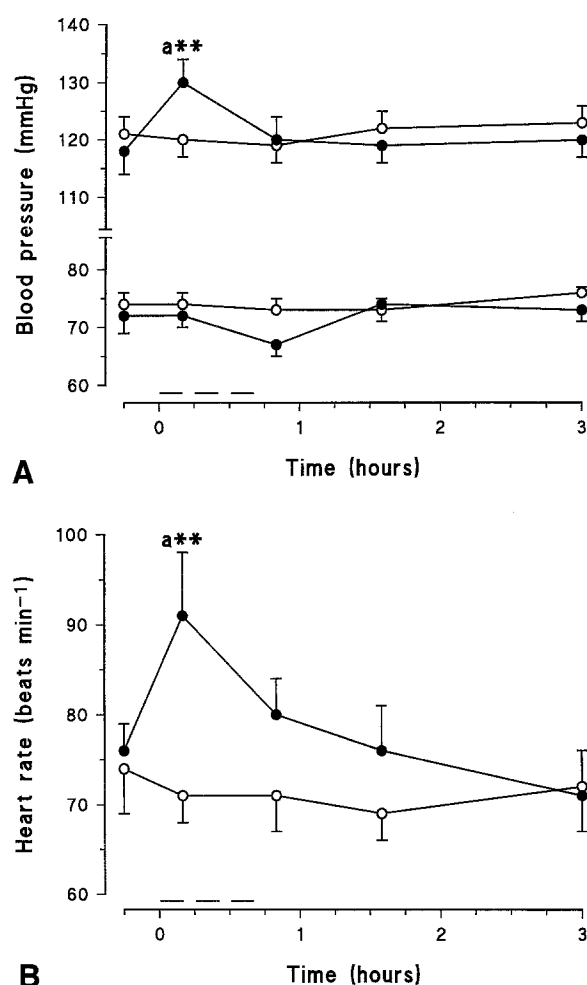 a**
140
130
120
110
80
70
60
Blood pressure (mmHg)
0 1 2 3
Time (hours)
A
a**
100
90
80
70
60
Heart rate (beats min⁻¹)
0 1 2 3
Time (hours)
B